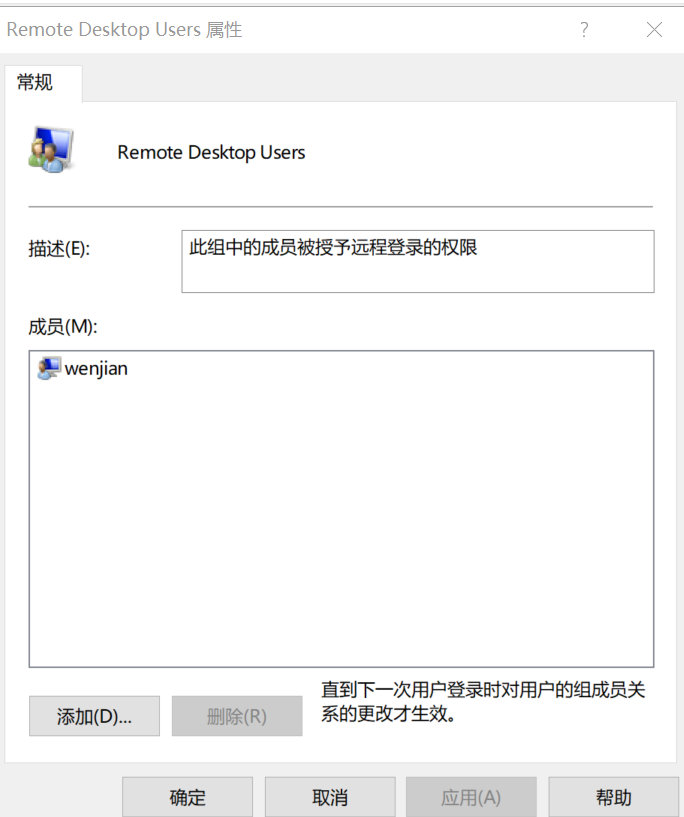 Remote Desktop Users 属性
?
常规
Remote Desktop Users
描述(E):
此组中的成员被授予远程登录的权限
成员(M):
wenjian
添加(D)...
删除(R)
直到下一次用户登录时对用户的组成员关
系的更改才生效。
确定
取消
应用(A)
帮助